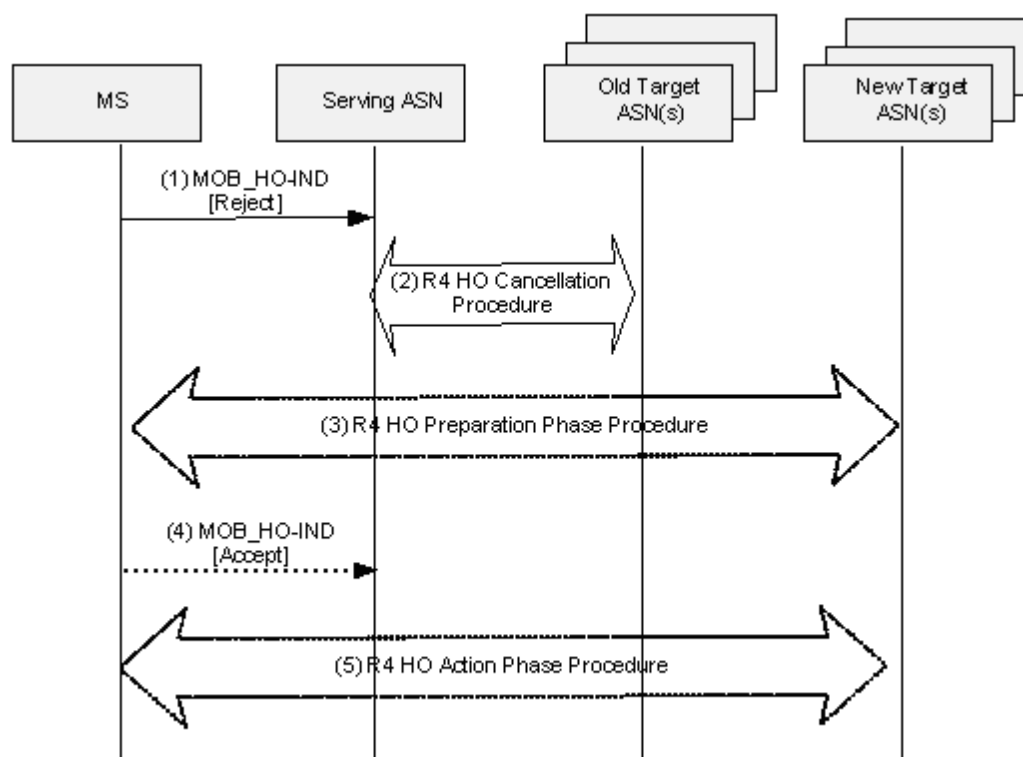 MS
Serving ASN
Old Target
ASN(s)
New Target
ASN(s)
(1) MOB_HO-IND
[Reject]
(2) R4 HO Cancellation
Procedure
(3) R4 HO Preparation Phase Procedure
(4) MOB_HO-IND
[Accept]
(5) R4 HO Action Phase Procedure